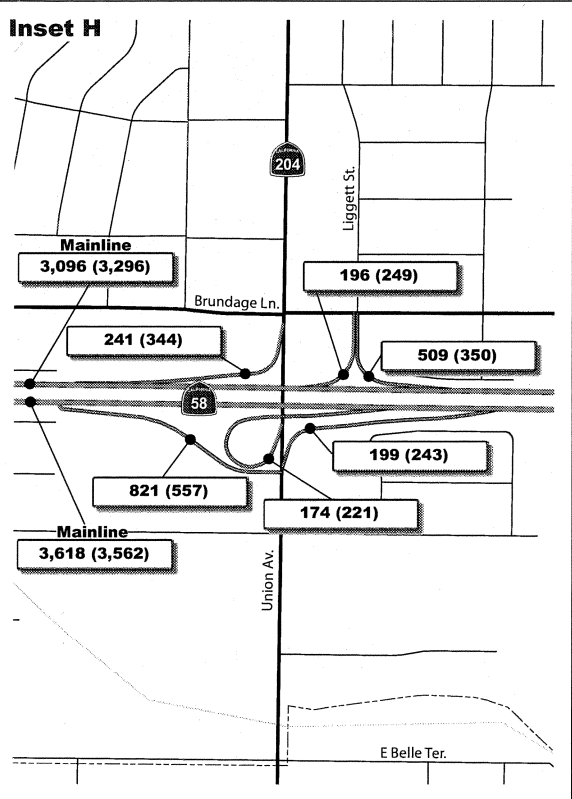 Inset H
CALIFORNIA
204
Liggett St.
Mainline
3,096 (3,296)
196 (249)
Brundage Ln.
241 (344)
509 (350)
58
199 (243)
821 (557)
174 (221)
Mainline
3,618 (3,562)
Union Av.
E Belle Ter.